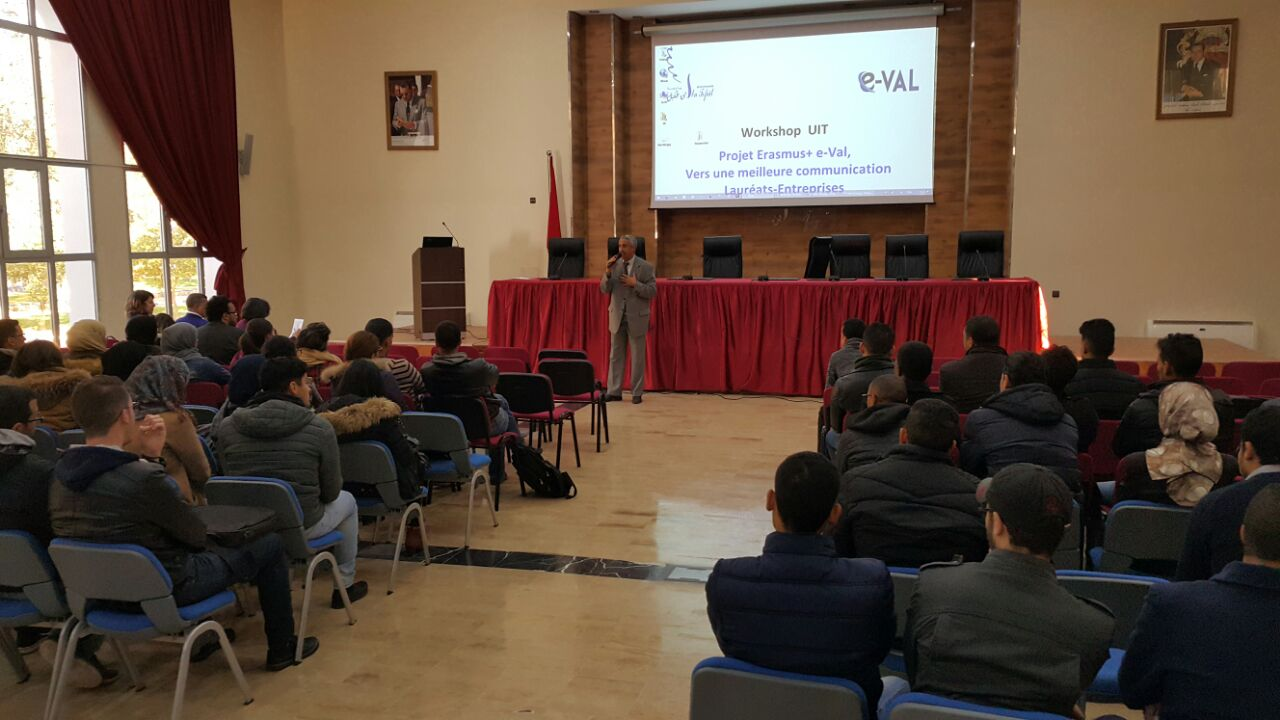 e-VAL
Workshop UIT
Projet Erasmus+ e-Val,
Vers une meilleure communication
Lauréats-Entreprises